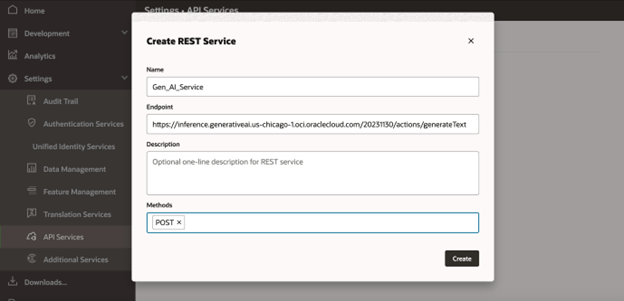 Home
Development
Analytics
Settings
Audit Trail
Authentication Services
Unified Identity Services
Data Management
Feature Management
Translation Services
API Services
Additional Services
Downloads...
Settings • API Services
Create REST Service
×
Name
Gen_AI_Service
Endpoint
https://inference.generativeai.us-chicago-1.oci.oraclecloud.com/20231130/actions/generateText
Description
Optional one-line description for REST service
Methods
POST ×
Create